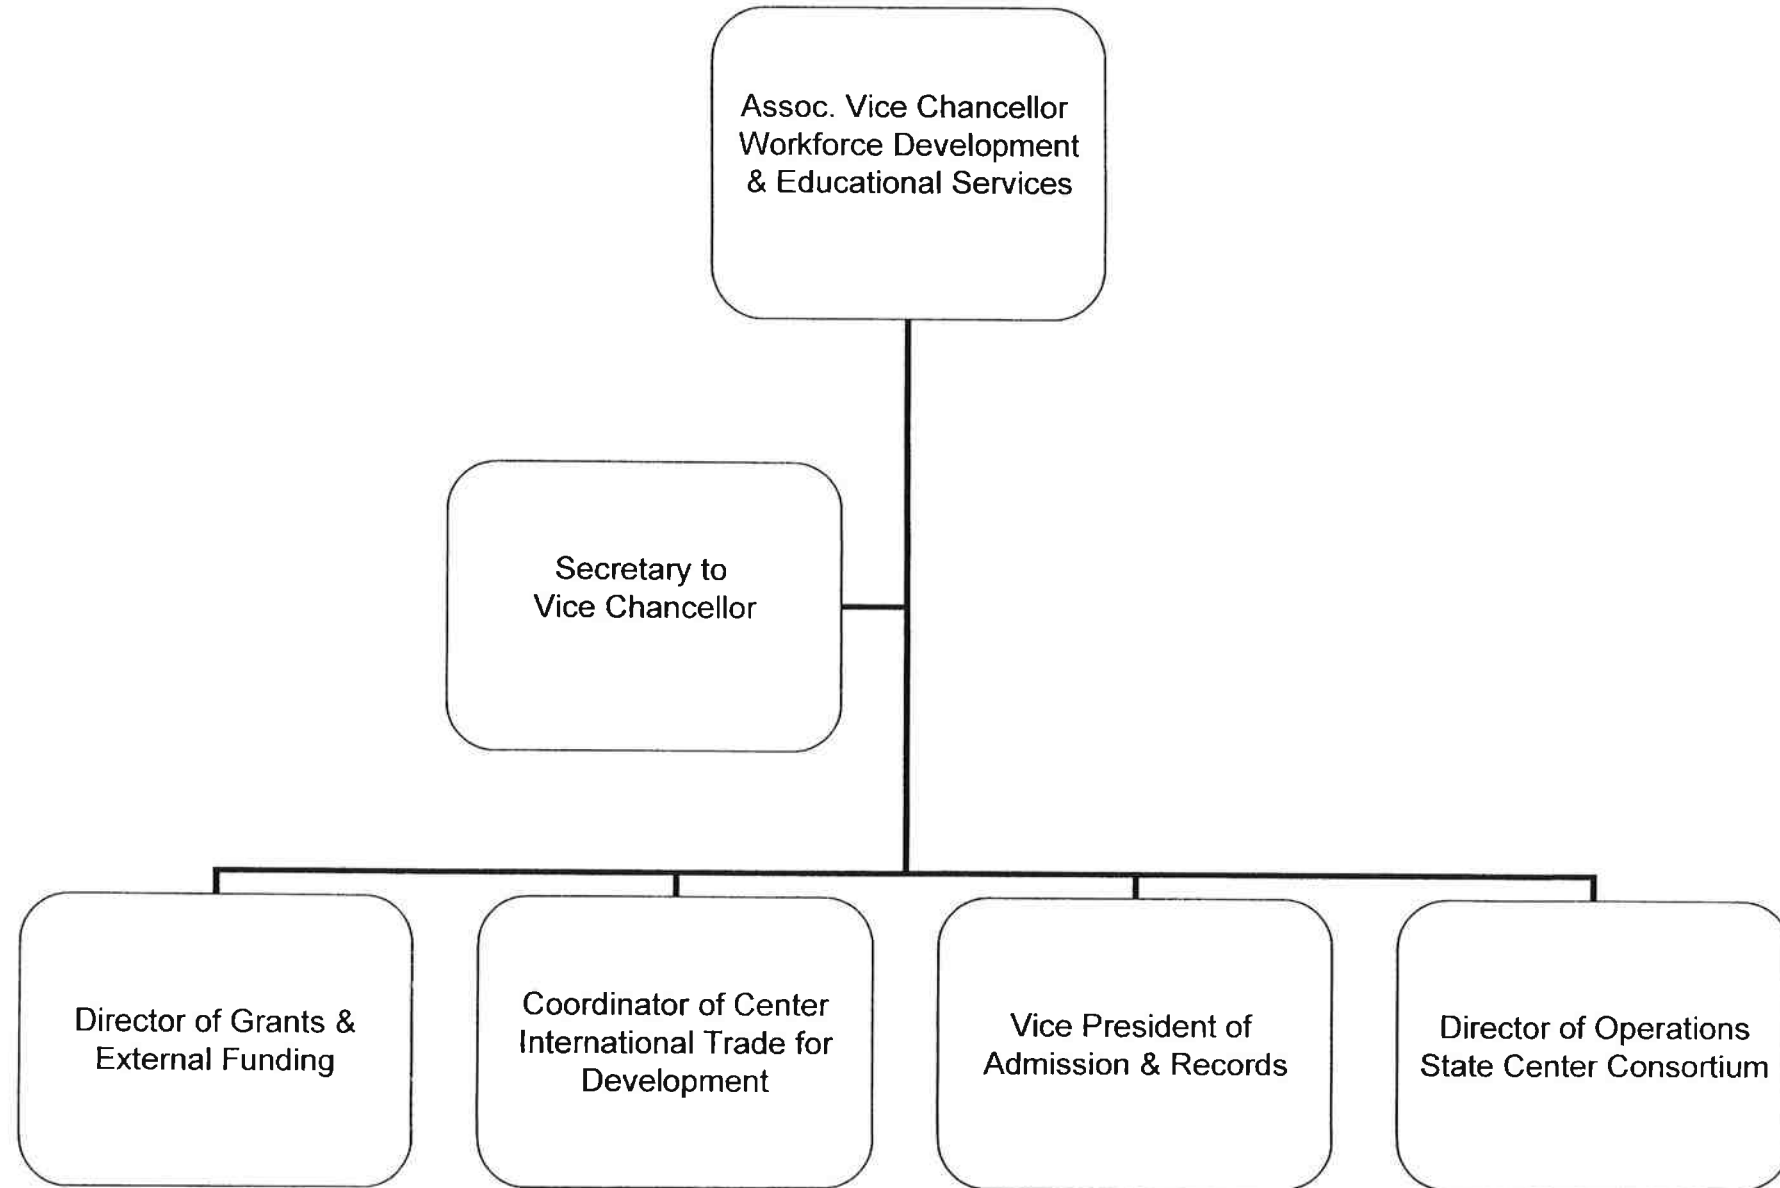 Assoc. Vice Chancellor
Workforce Development
& Educational Services
Secretary to
Vice Chancellor
Director of Grants &
External Funding
Coordinator of Center
International Trade for
Development
Vice President of
Admission & Records
Director of Operations
State Center Consortium